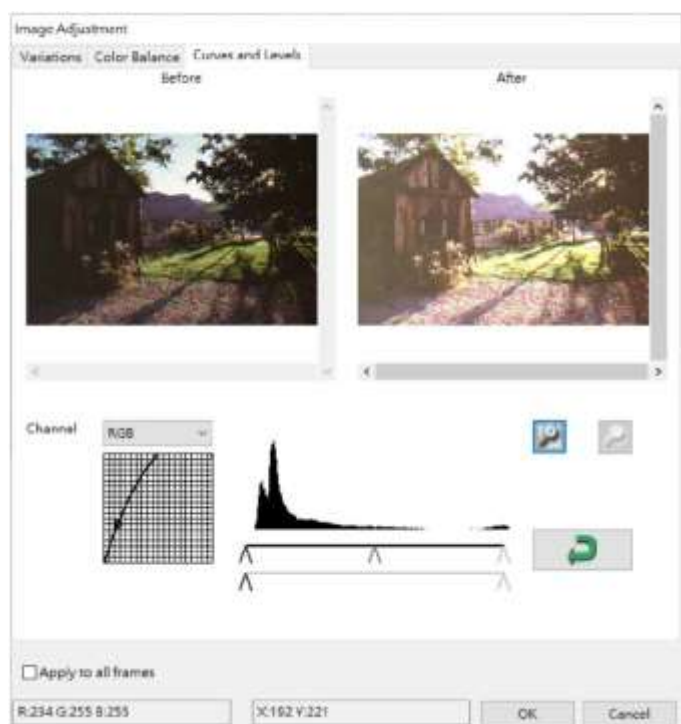 Image Adjustment
Variations Color Balance Curves and Levels
Before After
Channel RGB
Apply to all frames
R:234 G:255 B:255 X:192 Y:221 OK Cancel